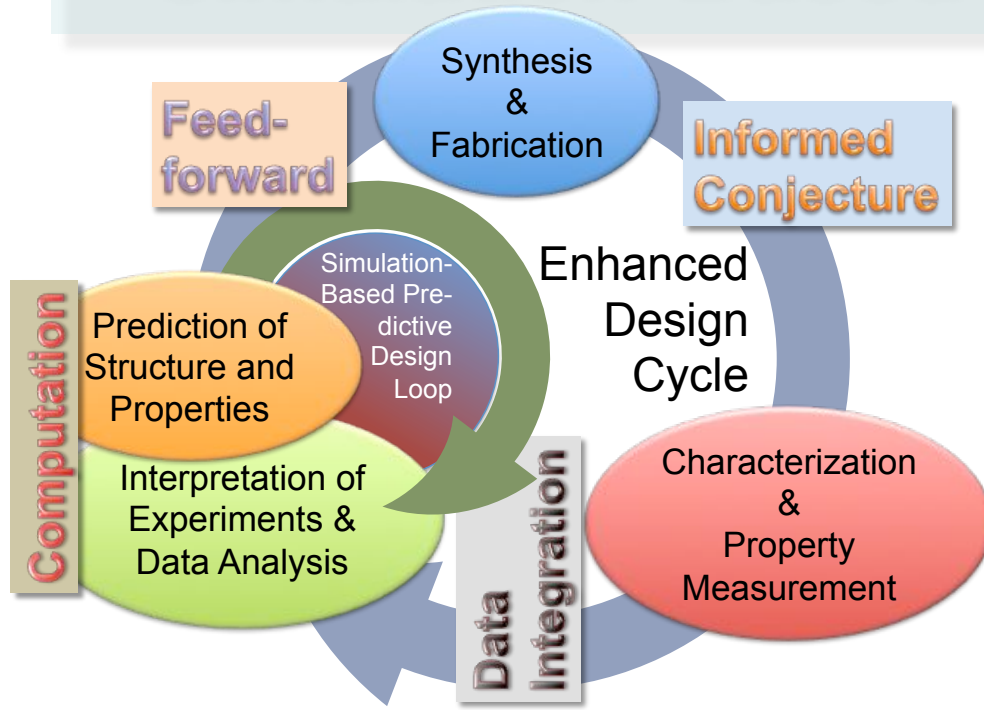 Synthesis
&
Fabrication
Feed-
forward
Informed
Conjecture
Simulation-
Based Pre-
dictive
Design
Loop
Enhanced
Design
Cycle
Computation
Prediction of
Structure and
Properties
Interpretation of
Experiments &
Data Analysis
Data
Integration
Characterization
&
Property
Measurement